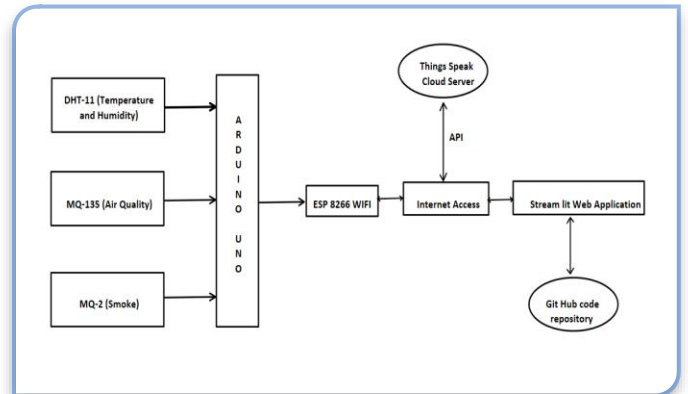 Things Speak
Cloud Server
DHT-11 (Temperature
and Humidity)
A
R
D
U
I
N
O
U
N
O
API
MQ-135 (Air Quality)
ESP 8266 WIFI
Internet Access
Stream lit Web Application
MQ-2 (Smoke)
Git Hub code
repository